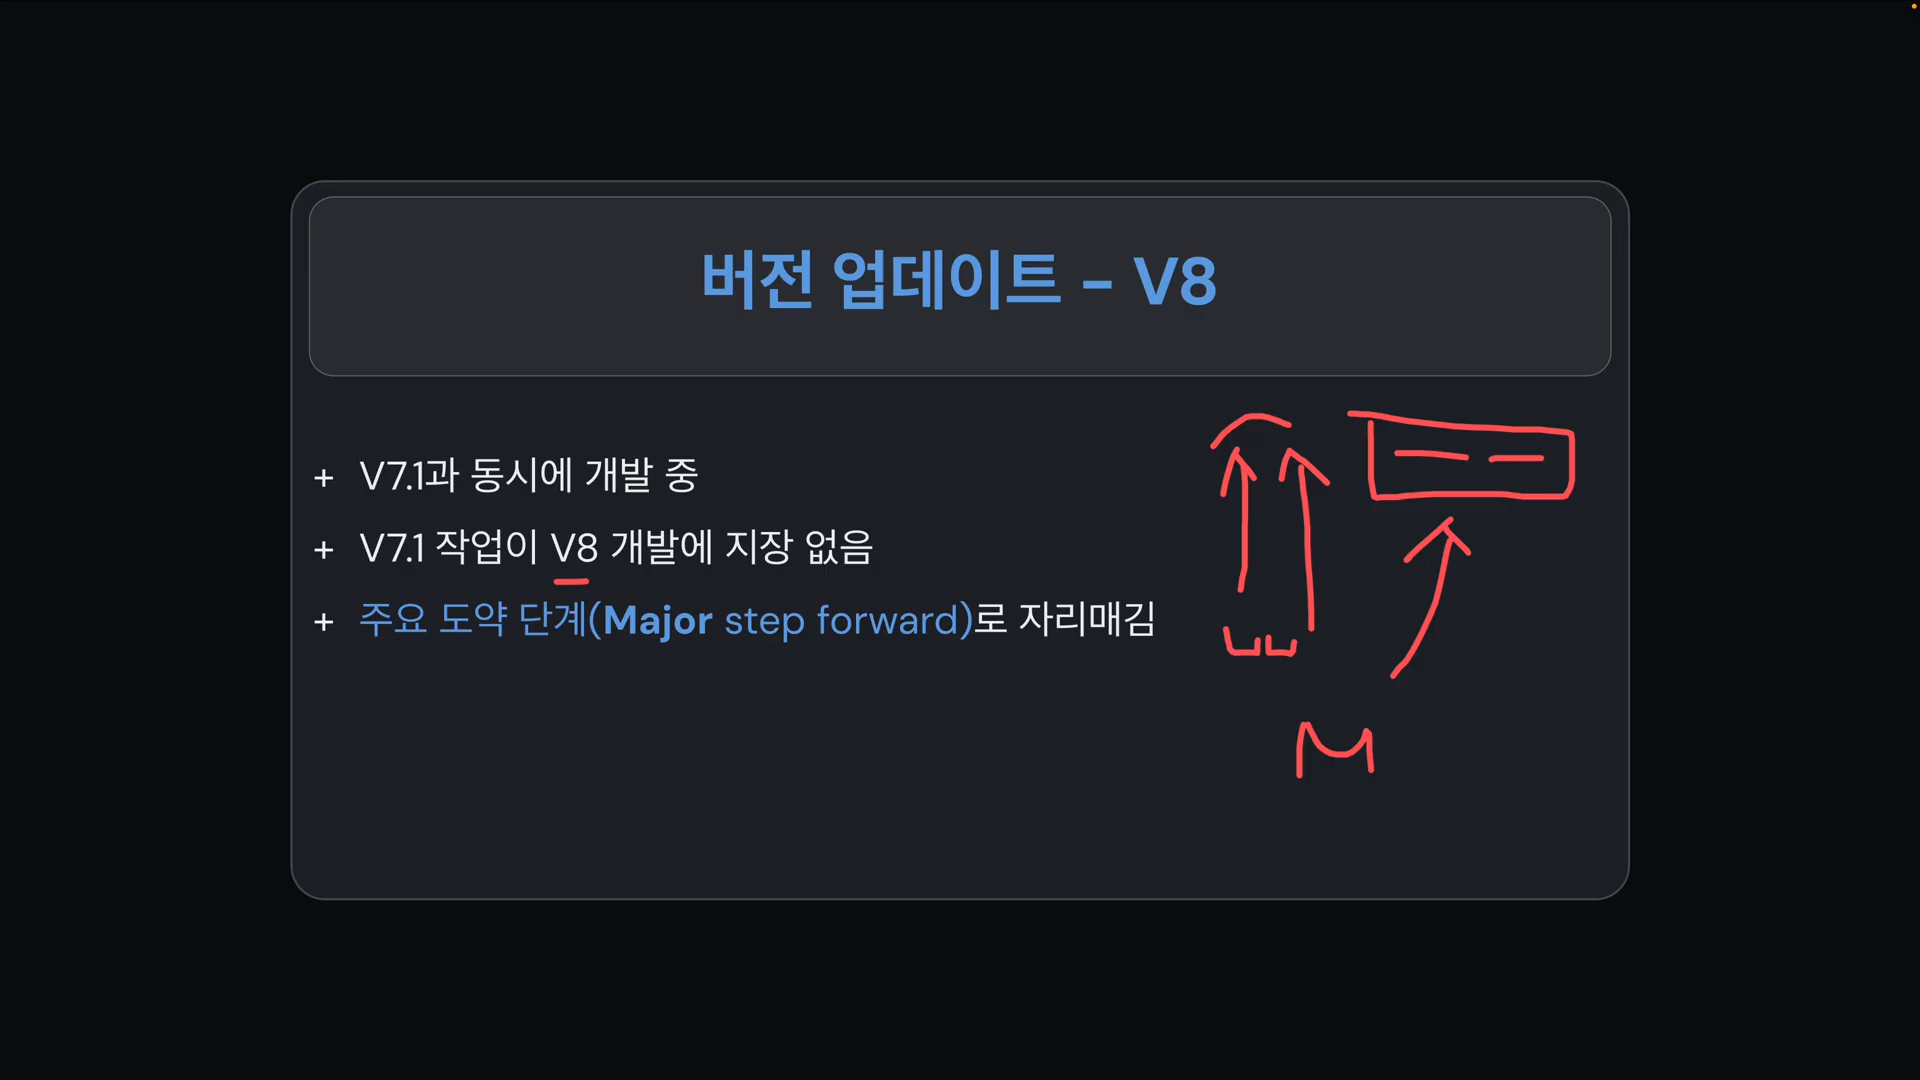 버전 업데이트 - V8
+ V7.1과 동시에 개발 중
+ V7.1 작업이 V8 개발에 지장 없음
+ 주요 도약 단계(Major step forward)로 자리매김
M